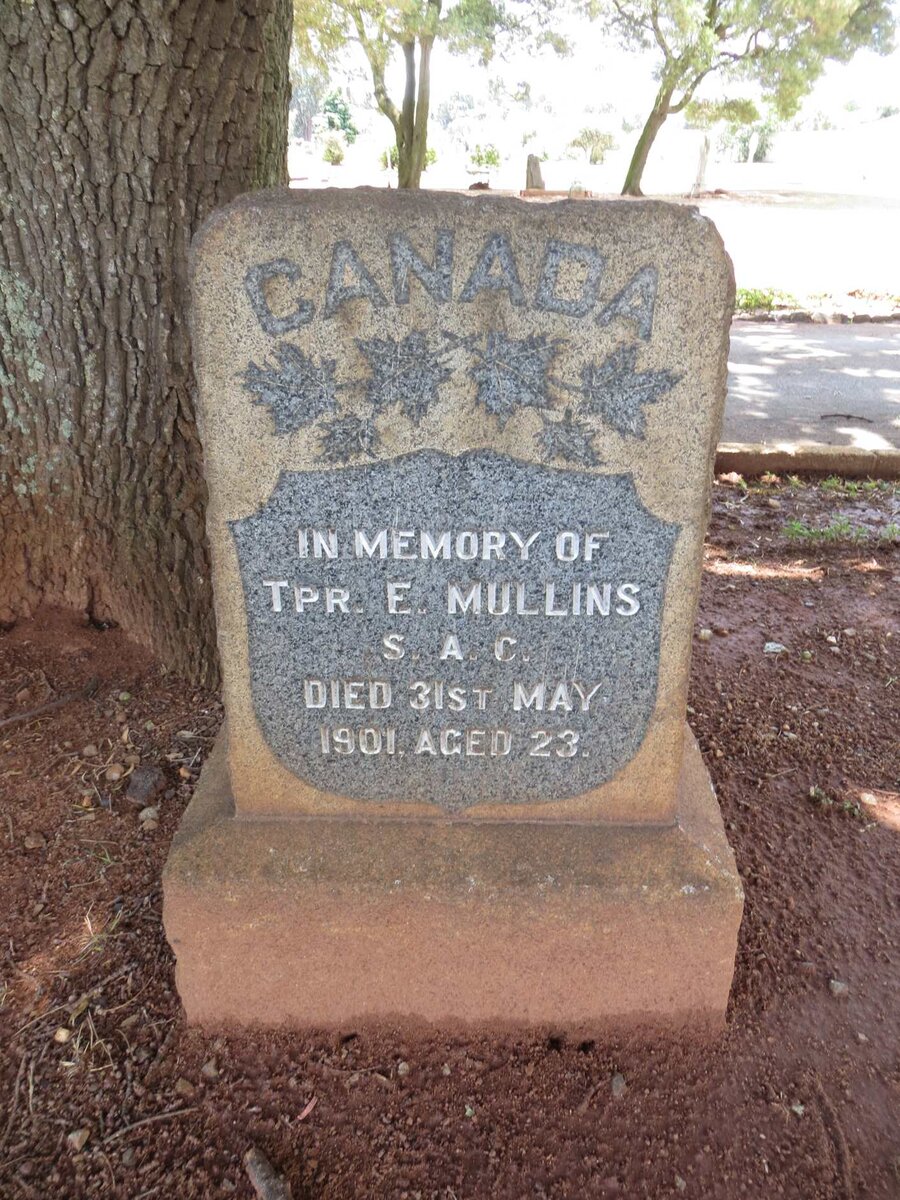 CANADA
IN MEMORY OF
TPR. E. MULLINS
S. A. C.
DIED 31ST MAY
1901. AGED 23.